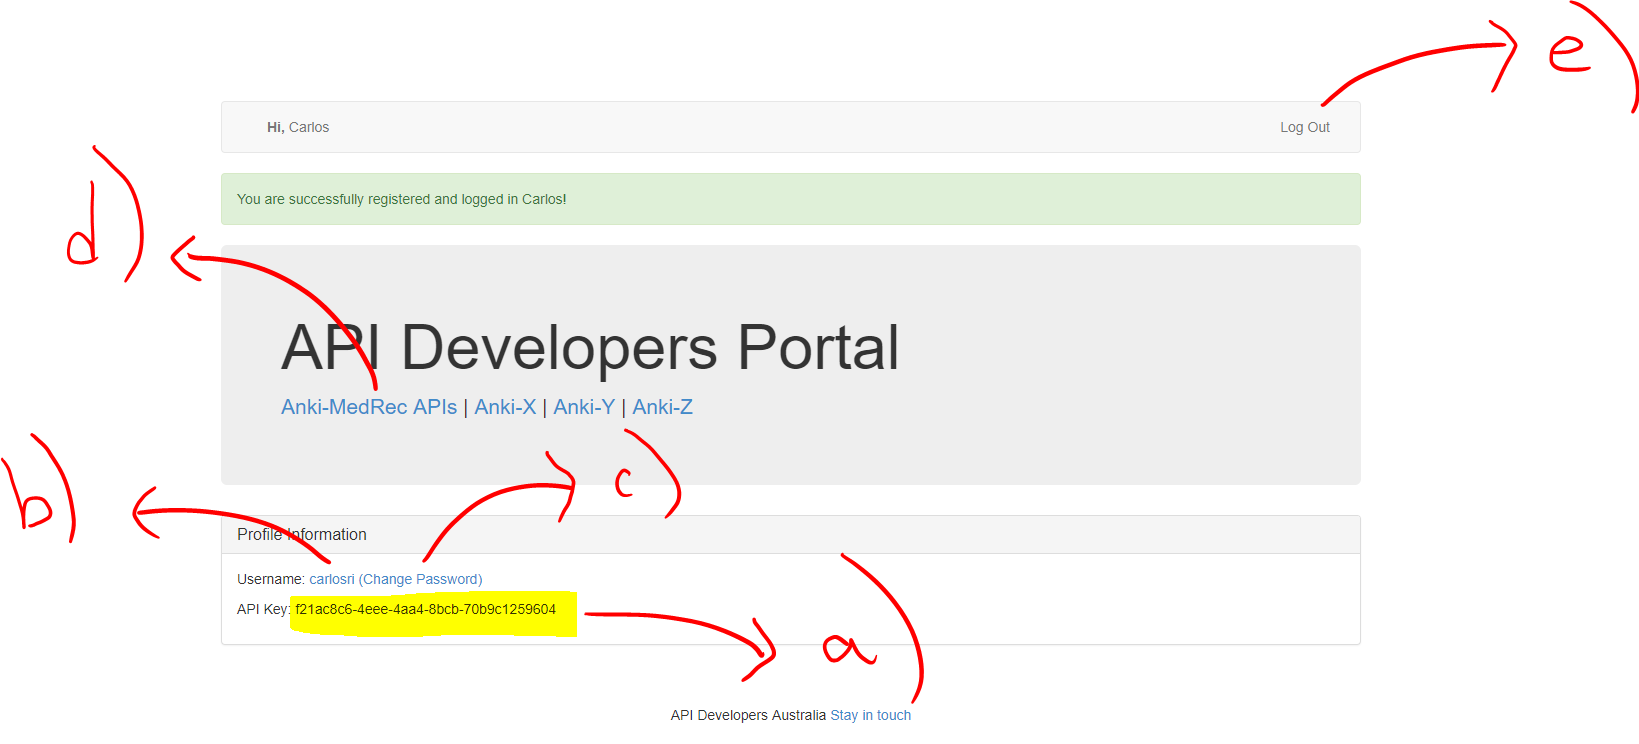 e)
Hi, Carlos
Log Out
You are successfully registered and logged in Carlos!
d)
API Developers Portal
Anki-MedRec APIs | Anki-X | Anki-Y | Anki-Z
c)
b)
Profile Information
Username: carlosri (Change Password)
API Key: f21ac8c6-4eee-4aa4-8bcb-70b9c1259604
a)
API Developers Australia Stay in touch